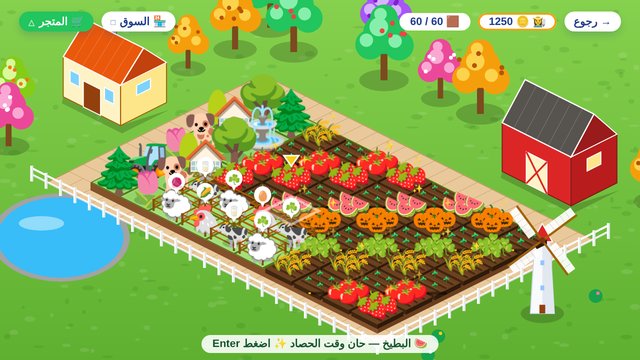 → رجوع
1250
60 / 60
السوق
المتجر
البطيخ — حان وقت الحصاد ✨ اضغط Enter